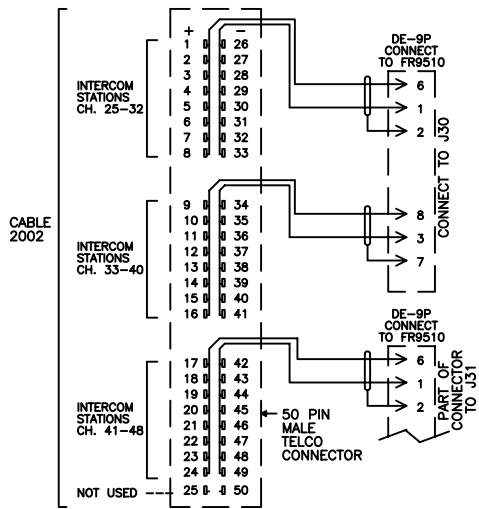 + −
1 26
2 27
3 28
4 29
5 30
6 31
7 32
8 33
INTERCOM
STATIONS
CH. 25-32
9 34
10 35
11 36
12 37
13 38
14 39
15 40
16 41
INTERCOM
STATIONS
CH. 33-40
CABLE
2002
17 42
18 43
19 44
20 45
21 46
22 47
23 48
24 49
INTERCOM
STATIONS
CH. 41-48
NOT USED
25 50
50 PIN
MALE
TELCO
CONNECTOR
DE-9P
CONNECT
TO FR9510
6
1
2
8
3
7
CONNECT TO J30
DE-9P
CONNECT
TO FR9510
6
1
2
PART OF
CONNECTOR
TO J31